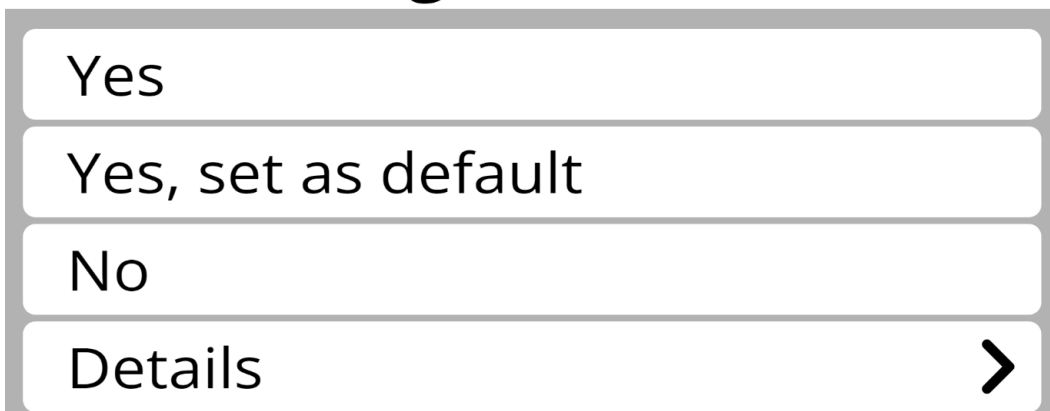 Yes
Yes, set as default
No
Details